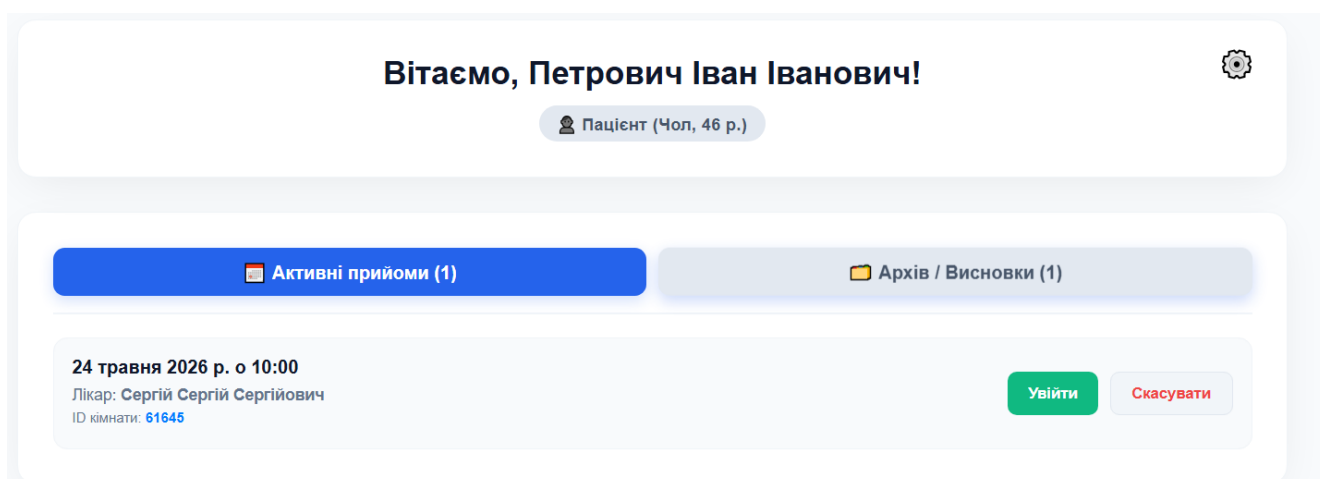 Вітаємо, Петрович Іван Іванович!
Пацієнт (Чол, 46 р.)
Активні прийоми (1)
Архів / Висновки (1)
24 травня 2026 р. о 10:00
Лікар: Сергій Сергій Сергійович
ID кімнати: 61645
Увійти
Скасувати